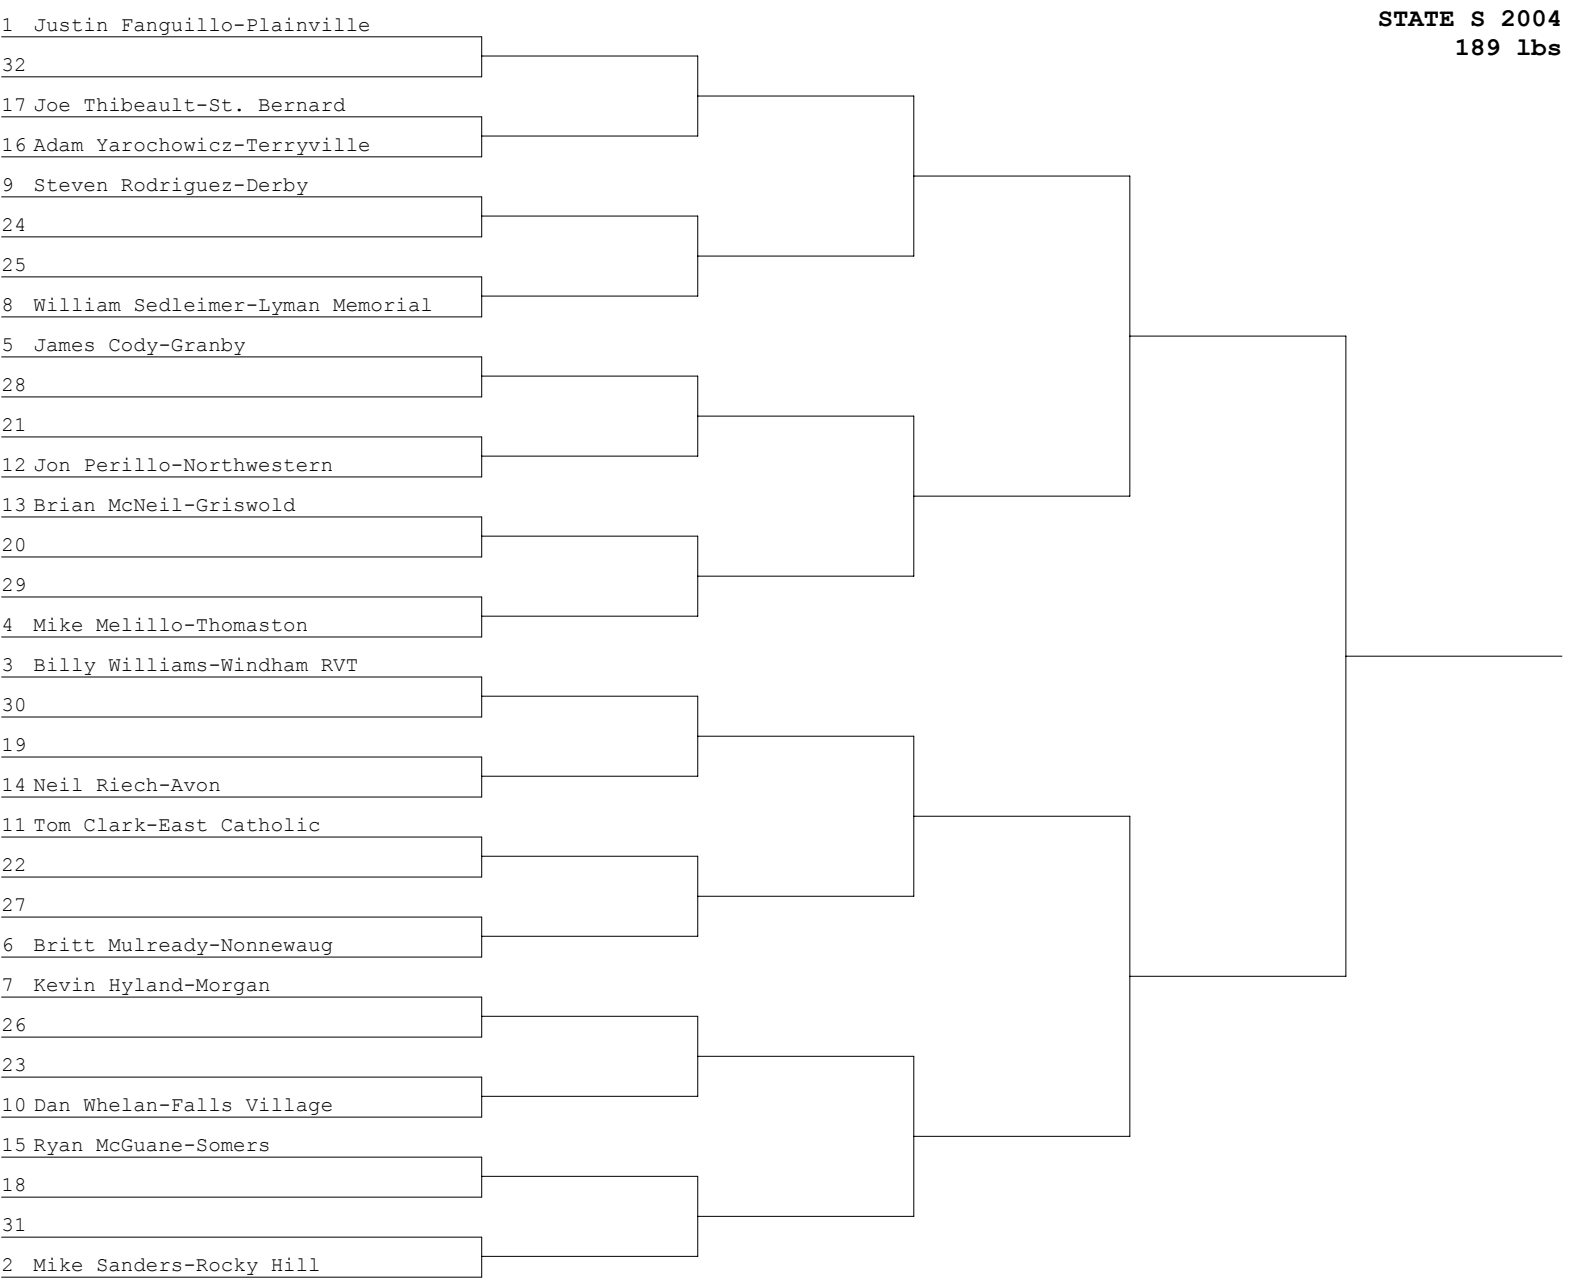 STATE S 2004
189 lbs
1 Justin Fanguillo-Plainville
32
17 Joe Thibeault-St. Bernard
16 Adam Yarochowicz-Terryville
9 Steven Rodriguez-Derby
24
25
8 William Sedleimer-Lyman Memorial
5 James Cody-Granby
28
21
12 Jon Perillo-Northwestern
13 Brian McNeil-Griswold
20
29
4 Mike Melillo-Thomaston
3 Billy Williams-Windham RVT
30
19
14 Neil Riech-Avon
11 Tom Clark-East Catholic
22
27
6 Britt Mulready-Nonnewaug
7 Kevin Hyland-Morgan
26
23
10 Dan Whelan-Falls Village
15 Ryan McGuane-Somers
18
31
2 Mike Sanders-Rocky Hill